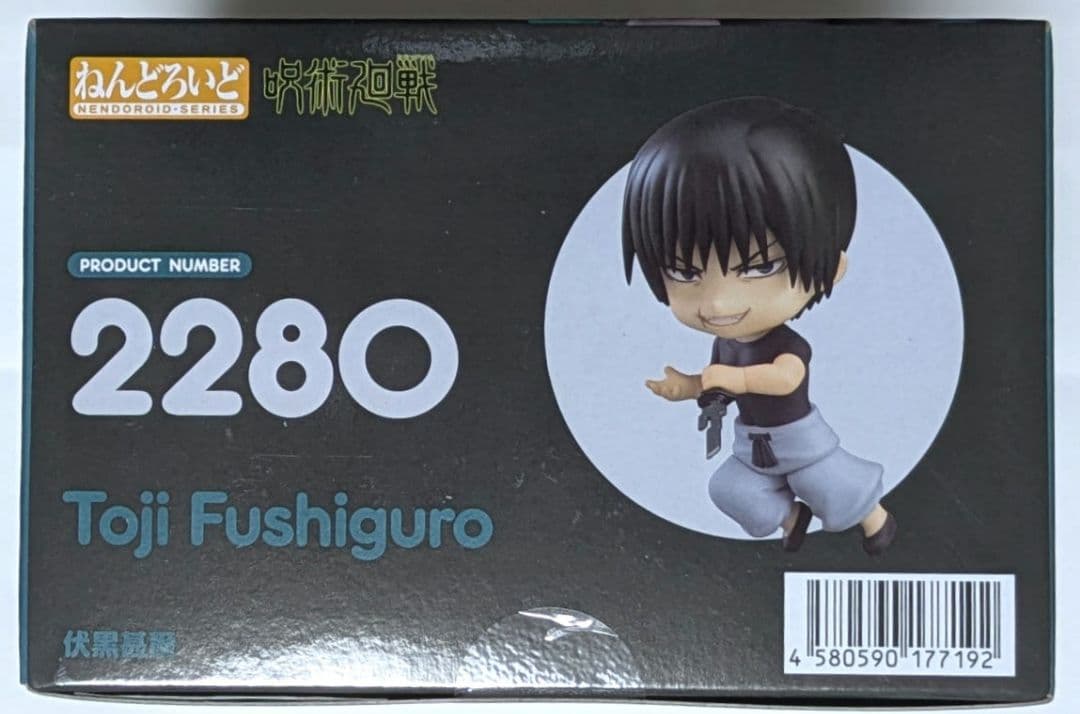 ねんどろいど
NENDOROID·SERIES
呪術廻戦
PRODUCT NUMBER
2280
Toji Fushiguro
伏黒甚爾
4 580590 177192